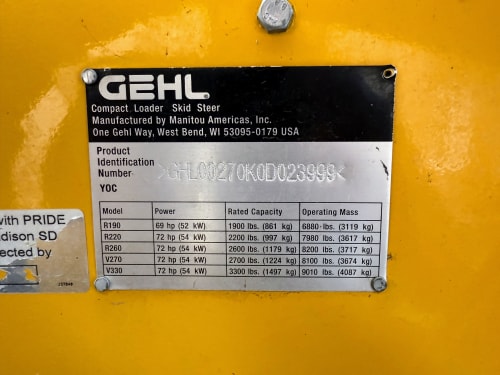 GEHL
Compact Loader Skid Steer
Manufactured by Manitou Americas, Inc.
One Gehl Way, West Bend, WI 53095-0179 USA
Product
Identification
Number >GHL00270K0D023999<
YOC
Model Power Rated Capacity Operating Mass
R190 69 hp (52 kW) 1900 lbs. (861 kg) 6880-lbs. (3119 kg)
R220 72 hp (54 kW) 2200 lbs. (997 kg) 7980 lbs. (3617 kg)
R260 72 hp (54 kW) 2600 lbs. (1179 kg) 8200 lbs. (3717 kg)
V270 72 hp (54 kW) 2700 lbs. (1224 kg) 8100 lbs. (3674 kg)
V330 72 hp (54 kW) 3300 lbs. (1497 kg) 9010 lbs. (4087 kg)
with PRIDE
adison SD
ected by